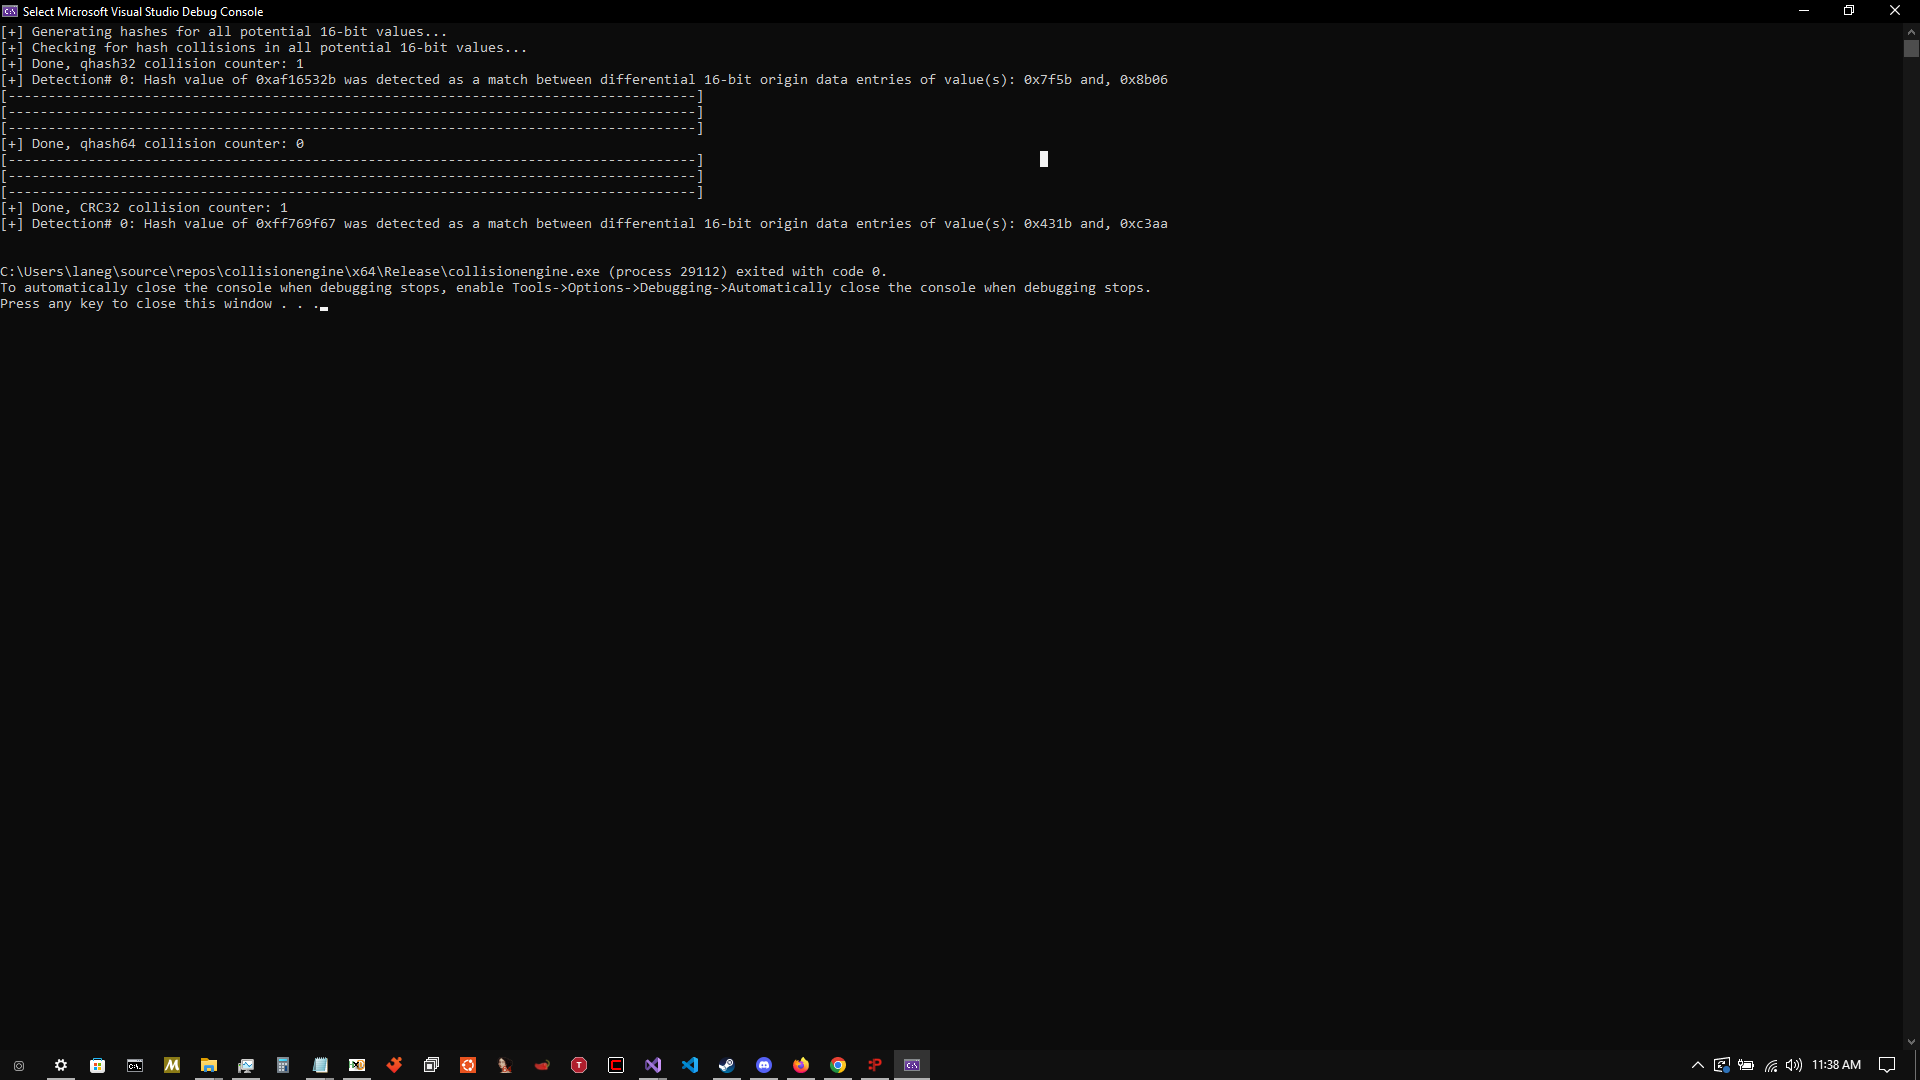 Select Microsoft Visual Studio Debug Console
[+] Generating hashes for all potential 16-bit values...
[+] Checking for hash collisions in all potential 16-bit values...
[+] Done, qhash32 collision counter: 1
[+] Detection# 0: Hash value of 0xaf16532b was detected as a match between differential 16-bit origin data entries of value(s): 0x7f5b and, 0x8b06
[--------------------------------------------------------------------------------------]
[--------------------------------------------------------------------------------------]
[--------------------------------------------------------------------------------------]
[+] Done, qhash64 collision counter: 0
[--------------------------------------------------------------------------------------]
[--------------------------------------------------------------------------------------]
[--------------------------------------------------------------------------------------]
[+] Done, CRC32 collision counter: 1
[+] Detection# 0: Hash value of 0xff769f67 was detected as a match between differential 16-bit origin data entries of value(s): 0x431b and, 0xc3aa
C:\Users\laneg\source\repos\collisionengine\x64\Release\collisionengine.exe (process 29112) exited with code 0.
To automatically close the console when debugging stops, enable Tools->Options->Debugging->Automatically close the console when debugging stops.
Press any key to close this window . . .
11:38 AM